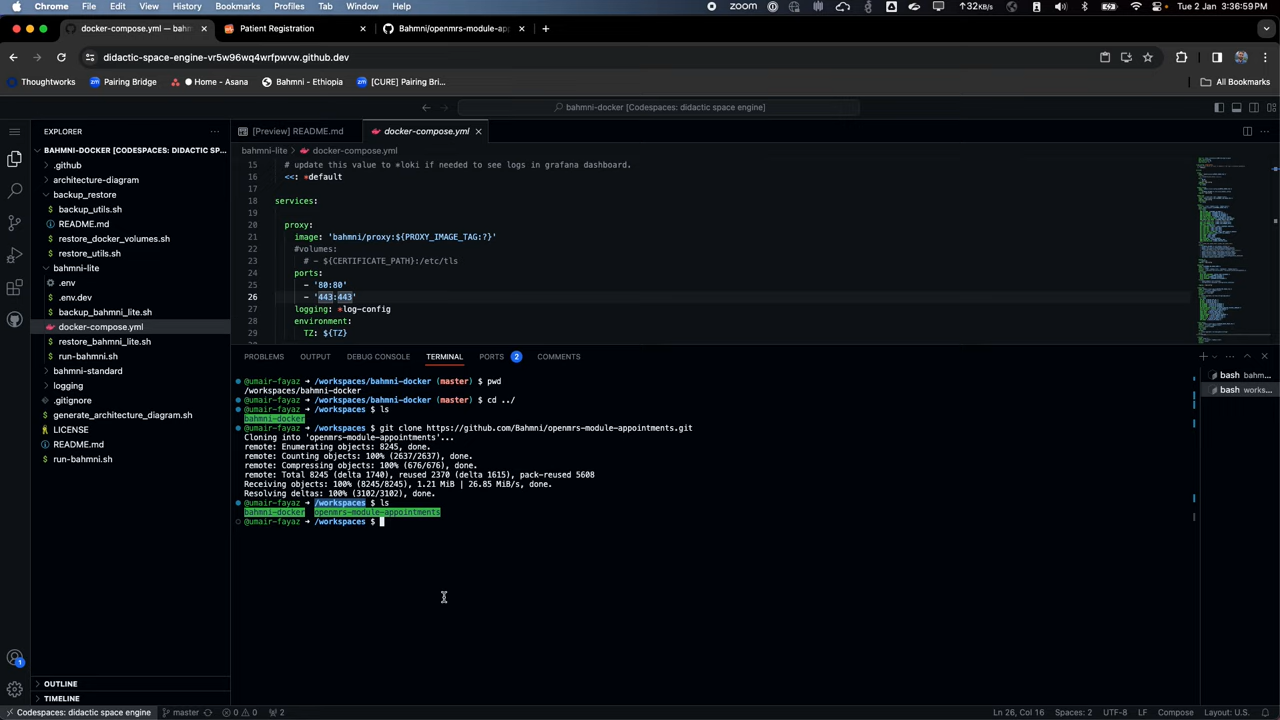 Chrome File Edit View History Bookmarks Profiles Tab Window Help zoom 32KB/s Tue 2 Jan 3:36:59 PM
docker-compose.yml — bahm
Patient Registration
Bahmni/openmrs-module-app
didactic-space-engine-vr5w96wq4wrfpwvw.github.dev
Thoughtworks Pairing Bridge Home - Asana Bahmni - Ethiopia [CURE] Pairing Bri... All Bookmarks
bahmni-docker [Codespaces: didactic space engine]
EXPLORER
BAHMNI-DOCKER [CODESPACES: DIDACTIC SP...
.github
architecture-diagram
backup_restore
backup_utils.sh
README.md
restore_docker_volumes.sh
restore_utils.sh
bahmni-lite
.env
.env.dev
backup_bahmni_lite.sh
docker-compose.yml
restore_bahmni_lite.sh
run-bahmni.sh
bahmni-standard
logging
.gitignore
generate_architecture_diagram.sh
LICENSE
README.md
run-bahmni.sh
OUTLINE
TIMELINE
[Preview] README.md docker-compose.yml
bahmni-lite > docker-compose.yml
15 # update this value to *loki if needed to see logs in grafana dashboard.
16 <<: *default
17
18 services:
19
20 proxy:
21 image: 'bahmni/proxy:${PROXY_IMAGE_TAG:?}'
22 #volumes:
23 # - ${CERTIFICATE_PATH}:/etc/tls
24 ports:
25 - '80:80'
26 - '443:443'
27 logging: *log-config
28 environment:
29 TZ: ${TZ}
PROBLEMS OUTPUT DEBUG CONSOLE TERMINAL PORTS 2 COMMENTS
@umair-fayaz ➜ /workspaces/bahmni-docker (master) $ pwd
/workspaces/bahmni-docker
@umair-fayaz ➜ /workspaces/bahmni-docker (master) $ cd ../
@umair-fayaz ➜ /workspaces $ ls
bahmni-docker
@umair-fayaz ➜ /workspaces $ git clone https://github.com/Bahmni/openmrs-module-appointments.git
Cloning into 'openmrs-module-appointments'...
remote: Enumerating objects: 8245, done.
remote: Counting objects: 100% (2637/2637), done.
remote: Compressing objects: 100% (676/676), done.
remote: Total 8245 (delta 1740), reused 2370 (delta 1615), pack-reused 5608
Receiving objects: 100% (8245/8245), 1.21 MiB | 26.85 MiB/s, done.
Resolving deltas: 100% (3102/3102), done.
@umair-fayaz ➜ /workspaces $ ls
bahmni-docker openmrs-module-appointments
@umair-fayaz ➜ /workspaces $
bash bahm...
bash works...
1
Codespaces: didactic space engine master 0 0 2 Ln 26, Col 16 Spaces: 2 UTF-8 LF Compose Layout: U.S.